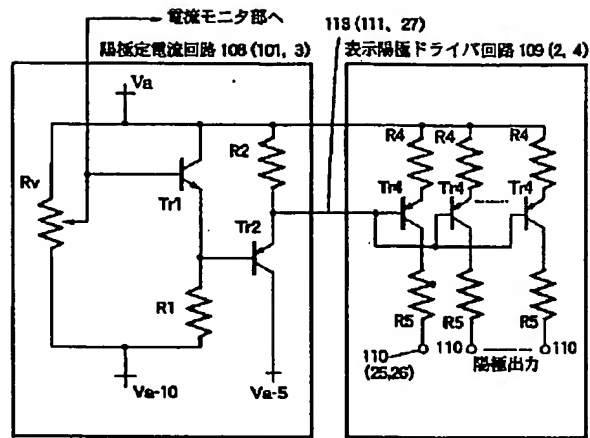 電流モニタ部へ
113 (111, 27)
陽極定電流回路 108 (101, 3)
表示陽極ドライバ回路 109 (2, 4)
Va
R4
R4
R4
R2
Rv
Tr1
Tr4
Tr4
Tr4
Tr2
R1
R5
R5
R5
110
110
110
(25,26)
陽極出力
Va-10
Va-5